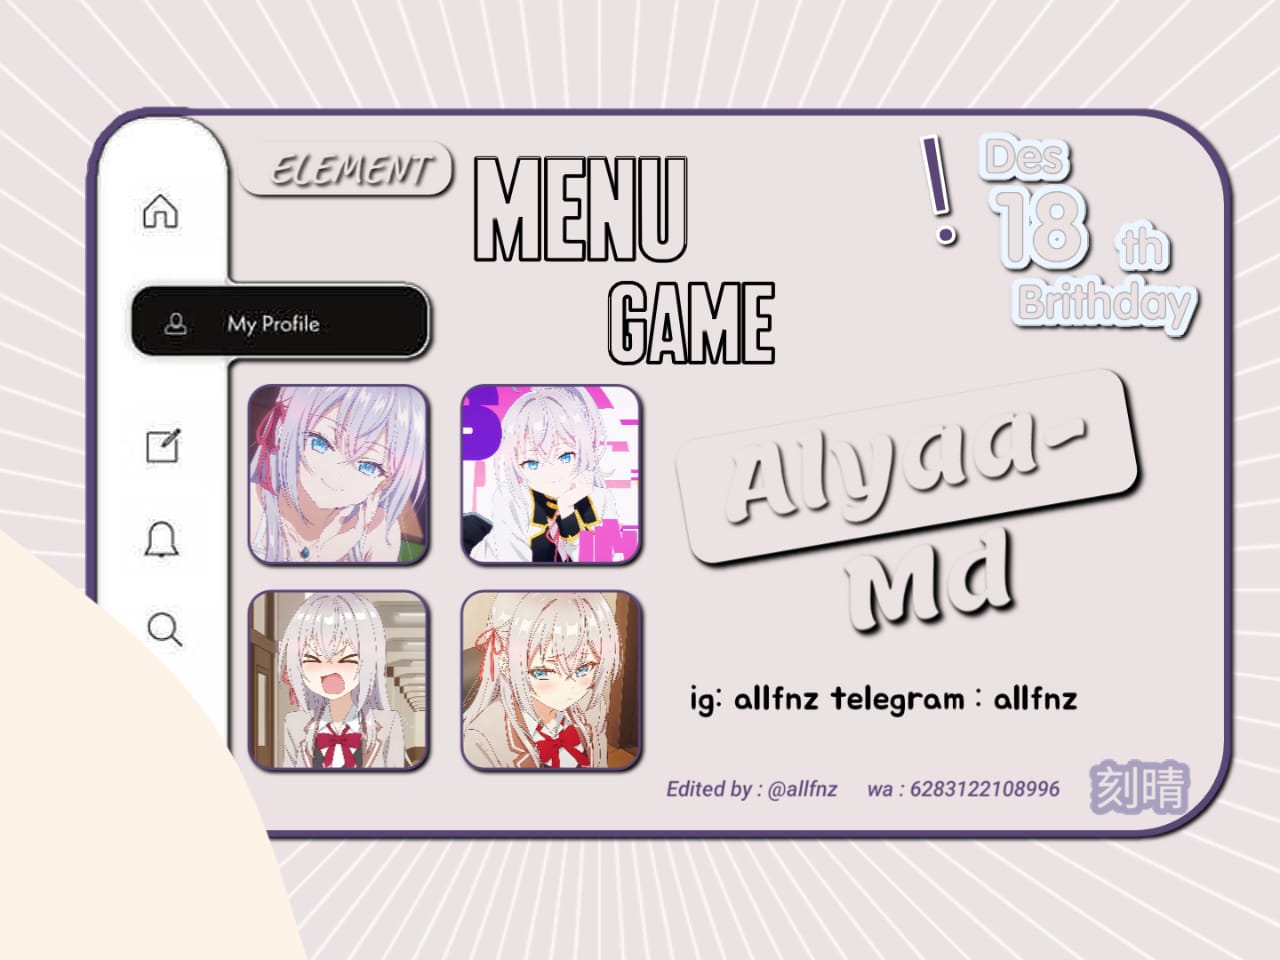 ELEMENT
MENU
GAME
!
Des
18 th
Brithday
My Profile
Alyaa-
Md
ig: allfnz telegram : allfnz
Edited by : @allfnz wa : 6283122108996
刻晴